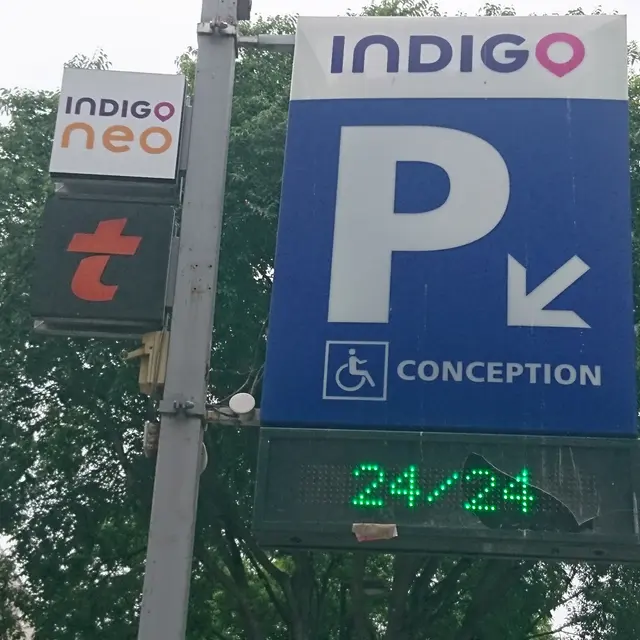 INDIGO
neo
t
INDIGO
P
CONCEPTION
24/24